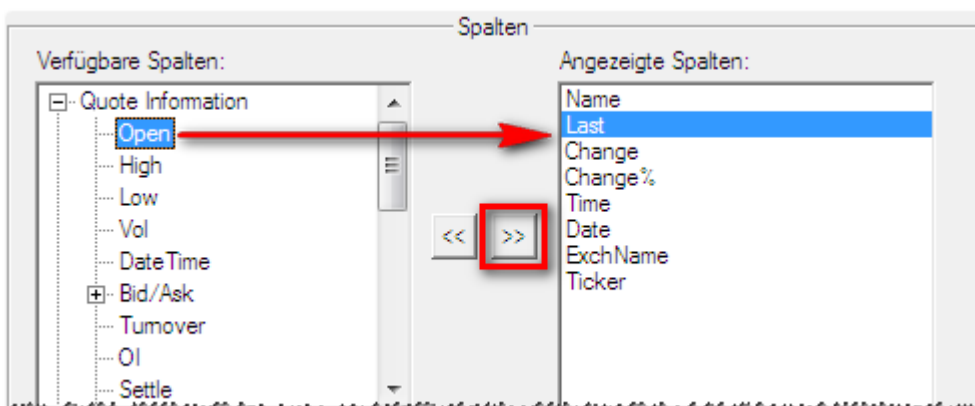 Spalten
Verfügbare Spalten:
Quote Information
Open
High
Low
Vol
DateTime
Bid/Ask
Turnover
OI
Settle
<<
>>
Angezeigte Spalten:
Name
Last
Change
Change%
Time
Date
ExchName
Ticker